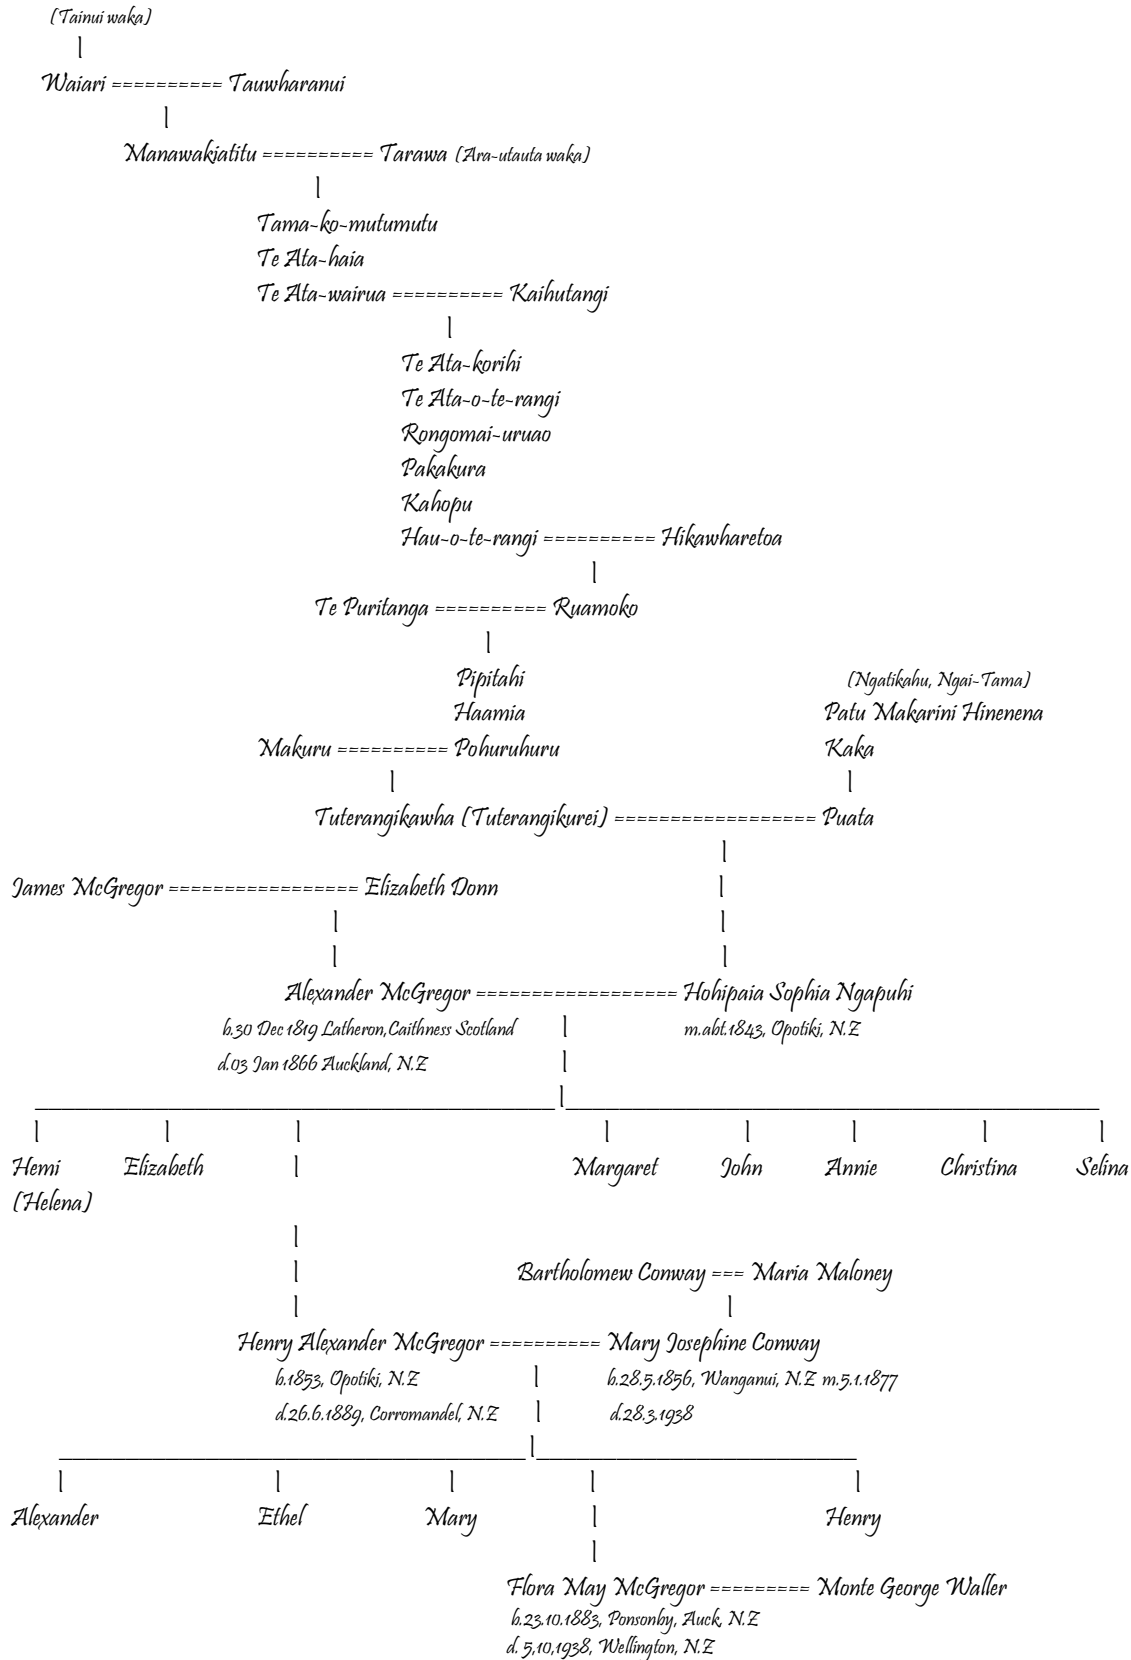 (Tainui waka)
Waiari ========== Tauwharanui
Manawakiatitu ========== Tarawa (Ara-utauta waka)
Tama-ko-mutumutu
Te Ata-haia
Te Ata-wairua ========== Kaihutangi
Te Ata-korihi
Te Ata-o-te-rangi
Rongomai-uruao
Pakakura
Kahopu
Hau-o-te-rangi ========== Hikawharetoa
Te Puritanga ========== Ruamoko
Pipitahi (Ngatikahu, Ngai-Tama)
Haamia Patu Makarini Hinenena
Makuru ========== Pohuruhuru Kaka
Tuterangikawha (Tuterangikurei) ================== Puata
James McGregor ================= Elizabeth Donn
Alexander McGregor ================== Hohipaia Sophia Ngapuhi
b.30 Dec 1819 Latheron,Caithness Scotland m.abt.1843, Opotiki, N.Z
d.03 Jan 1866 Auckland, N.Z
Hemi Elizabeth Margaret John Annie Christina Selina
(Helena)
Bartholomew Conway === Maria Maloney
Henry Alexander McGregor ========== Mary Josephine Conway
b.1853, Opotiki, N.Z b.28.5.1856, Wanganui, N.Z m.5.1.1877
d.26.6.1889, Corromandel, N.Z d.28.3.1938
Alexander Ethel Mary Henry
Flora May McGregor ========= Monte George Waller
b.23.10.1883, Ponsonby, Auck, N.Z
d. 5,10,1938, Wellington, N.Z